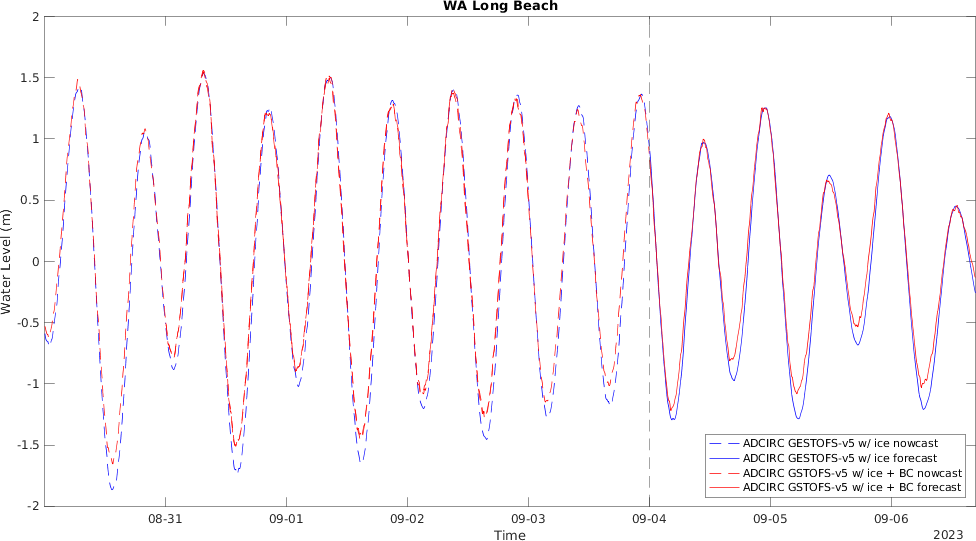 WA Long Beach
2
1.5
1
0.5
0
-0.5
-1
-1.5
-2
Water Level (m)
08-31 09-01 09-02 09-03 09-04 09-05 09-06
Time
2023
ADCIRC GESTOFS-v5 w/ ice nowcast
ADCIRC GESTOFS-v5 w/ ice forecast
ADCIRC GSTOFS-v5 w/ ice + BC nowcast
ADCIRC GSTOFS-v5 w/ ice + BC forecast